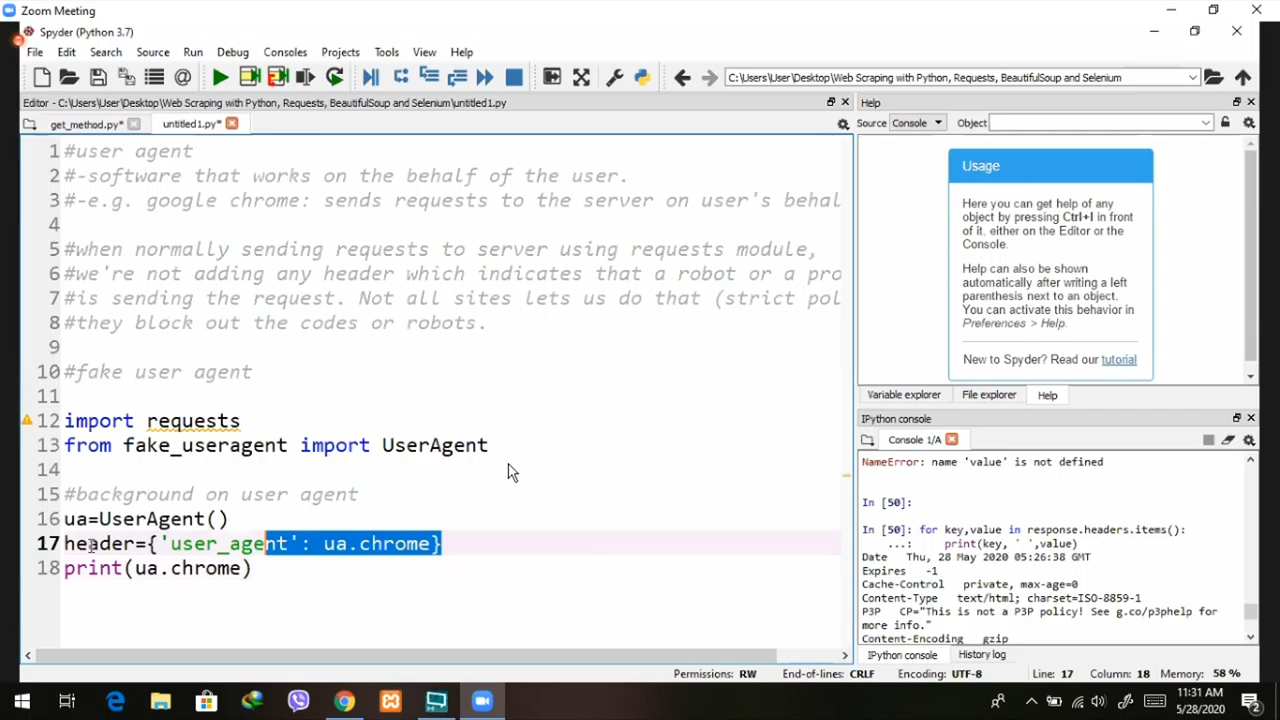 Zoom Meeting
Spyder (Python 3.7)
File Edit Search Source Run Debug Consoles Projects Tools View Help
C:\Users\User\Desktop\Web Scraping with Python, Requests, BeautifulSoup and Selenium
Editor - C:\Users\User\Desktop\Web Scraping with Python, Requests, BeautifulSoup and Selenium\untitled1.py
get_method.py* untitled1.py*
1 #user agent
2 #-software that works on the behalf of the user.
3 #-e.g. google chrome: sends requests to the server on user's behal
4
5 #when normally sending requests to server using requests module,
6 #we're not adding any header which indicates that a robot or a pro
7 #is sending the request. Not all sites lets us do that (strict pol
8 #they block out the codes or robots.
9
10 #fake user agent
11
12 import requests
13 from fake_useragent import UserAgent
14
15 #background on user agent
16 ua=UserAgent()
17 header={'user_agent': ua.chrome}
18 print(ua.chrome)
Help
Source Console Object
Usage
Here you can get help of any
object by pressing Ctrl+I in front
of it, either on the Editor or the
Console.
Help can also be shown
automatically after writing a left
parenthesis next to an object.
You can activate this behavior in
Preferences > Help.
New to Spyder? Read our tutorial
Variable explorer File explorer Help
IPython console
Console 1/A
NameError: name 'value' is not defined
In [50]:
In [50]: for key,value in response.headers.items():
...: print(key, ' ',value)
Date Thu, 28 May 2020 05:26:38 GMT
Expires -1
Cache-Control private, max-age=0
Content-Type text/html; charset=ISO-8859-1
P3P CP="This is not a P3P policy! See g.co/p3phelp for
more info."
Content-Encoding gzip
IPython console History log
Permissions: RW End-of-lines: CRLF Encoding: UTF-8 Line: 17 Column: 18 Memory: 58 %
11:31 AM
5/28/2020
2